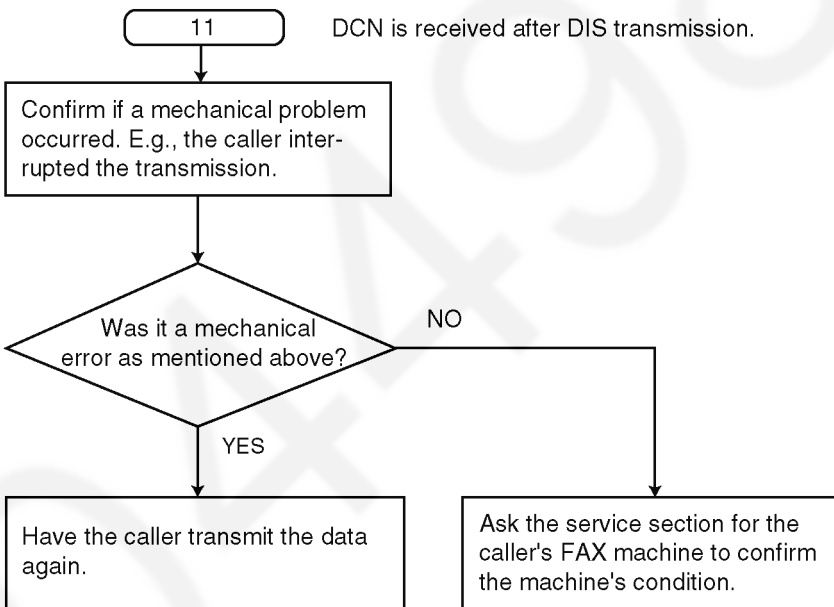 11
DCN is received after DIS transmission.
Confirm if a mechanical problem
occurred. E.g., the caller inter-
rupted the transmission.
Was it a mechanical
error as mentioned above?
NO
YES
Have the caller transmit the data
again.
Ask the service section for the
caller's FAX machine to confirm
the machine's condition.